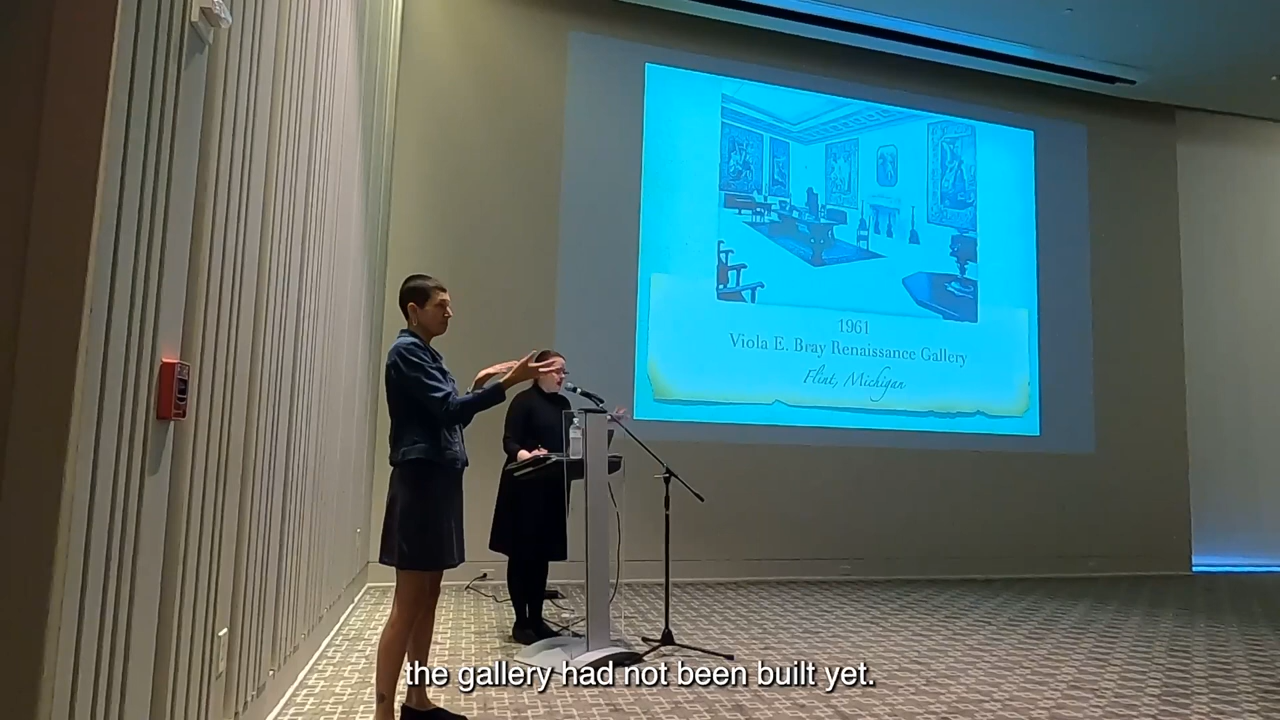 1961
Viola E. Bray Renaissance Gallery
Flint, Michigan
the gallery had not been built yet.